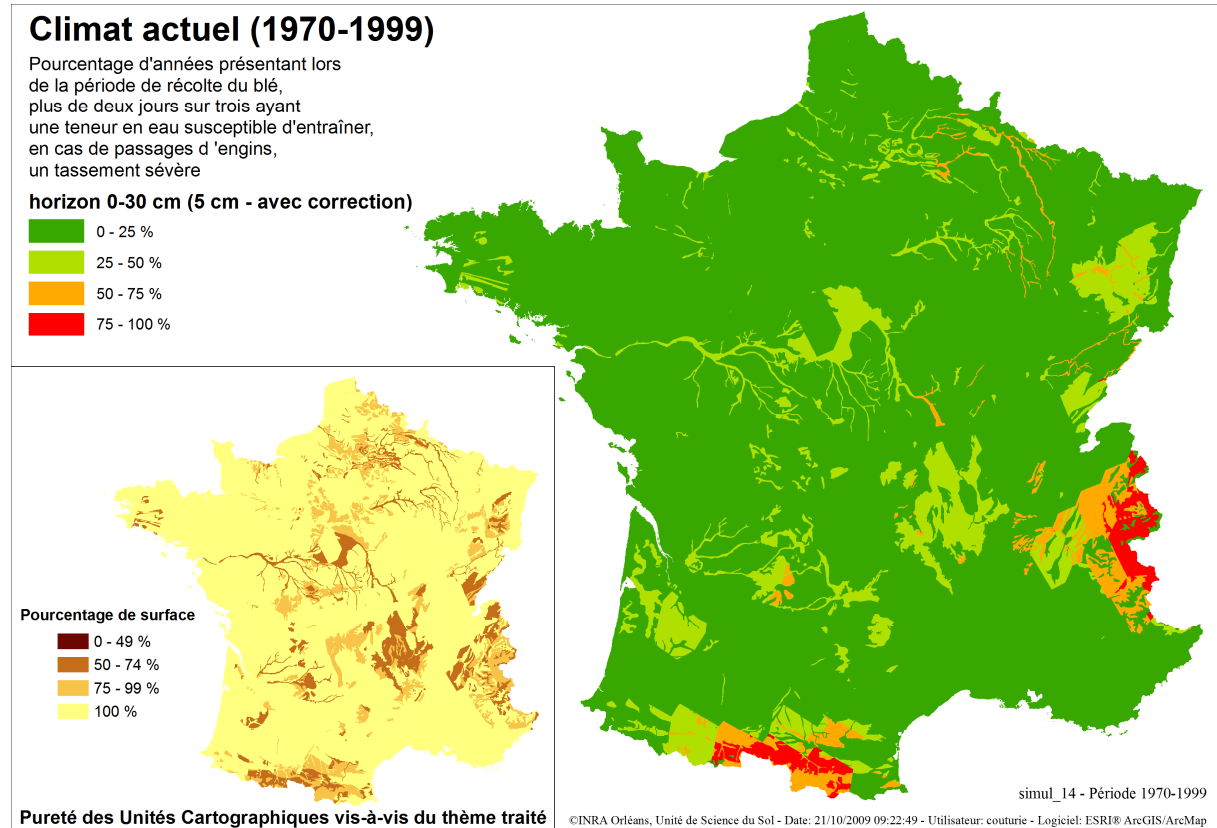 Climat actuel (1970-1999)
Pourcentage d'années présentant lors
de la période de récolte du blé,
plus de deux jours sur trois ayant
une teneur en eau susceptible d'entraîner,
en cas de passages d 'engins,
un tassement sévère
horizon 0-30 cm (5 cm - avec correction)
0 - 25 %
25 - 50 %
50 - 75 %
75 - 100 %
Pourcentage de surface
0 - 49 %
50 - 74 %
75 - 99 %
100 %
Pureté des Unités Cartographiques vis-à-vis du thème traité
simul_14 - Période 1970-1999
©INRA Orléans, Unité de Science du Sol - Date: 21/10/2009 09:22:49 - Utilisateur: couturie - Logiciel: ESRI® ArcGIS/ArcMap